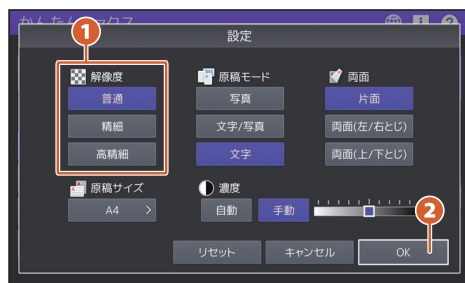 かんたんファクス
設定
1
解像度
原稿モード
両面
普通
写真
片面
精細
文字/写真
両面(左/右とじ)
高精細
文字
両面(上/下とじ)
原稿サイズ
濃度
A4 >
自動
手動
2
リセット
キャンセル
OK